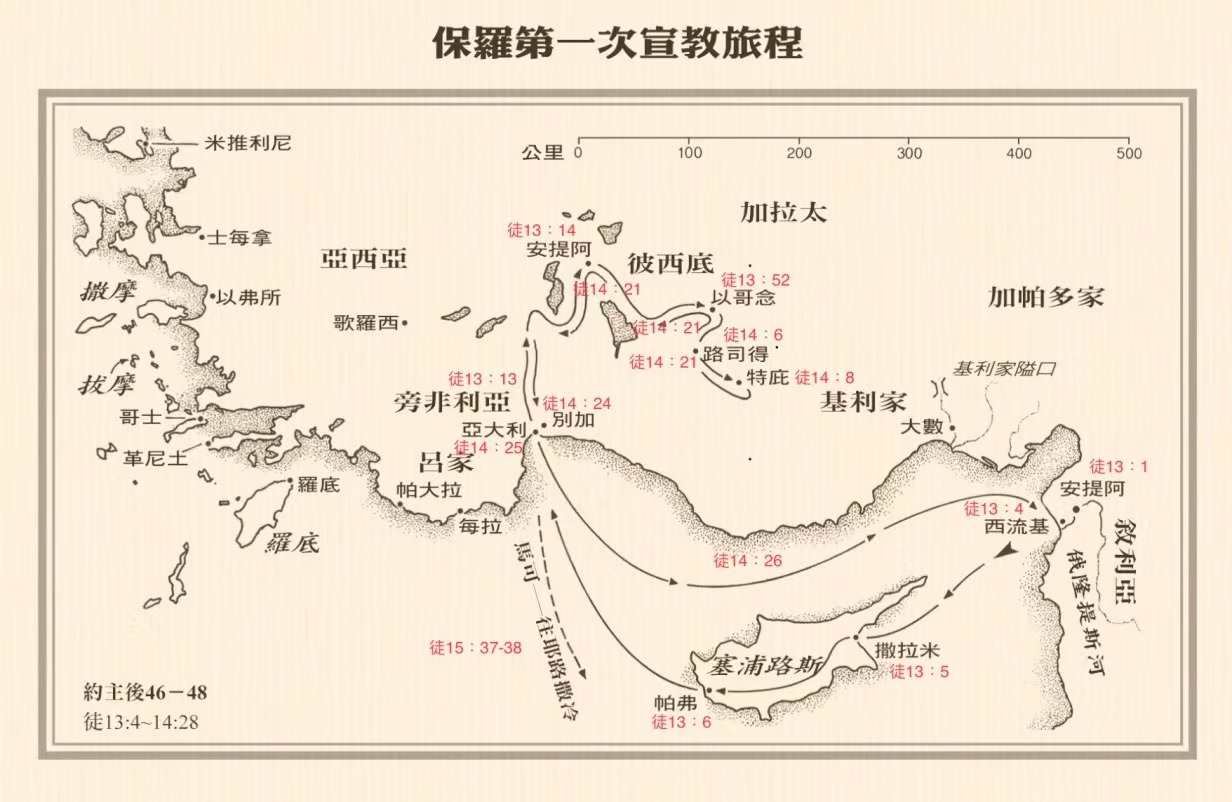 保羅第一次宣教旅程
米推利尼
公里 0 100 200 300 400 500
加拉太
徒13：14
安提阿
士每拿
亞西亞
彼西底
徒13：52
徒14：21
撒摩
以弗所
以哥念
加帕多家
歌羅西
徒14：21
徒14：6
路司得
徒14：21
拔摩
徒13：13
特庇
徒14：8
基利家隘口
旁非利亞
徒14：24
基利家
哥士
別加
亞大利
大數
徒14：25
革尼土
呂家
徒13：1
羅底
帕大拉
安提阿
徒13：4
每拉
西流基
羅底
敘利亞
馬可—往耶路撒冷
徒14：26
俄隆提斯河
徒15：37-38
塞浦路斯
撒拉米
徒13：5
約主後46－48
帕弗
徒13:4~14:28
徒13：6